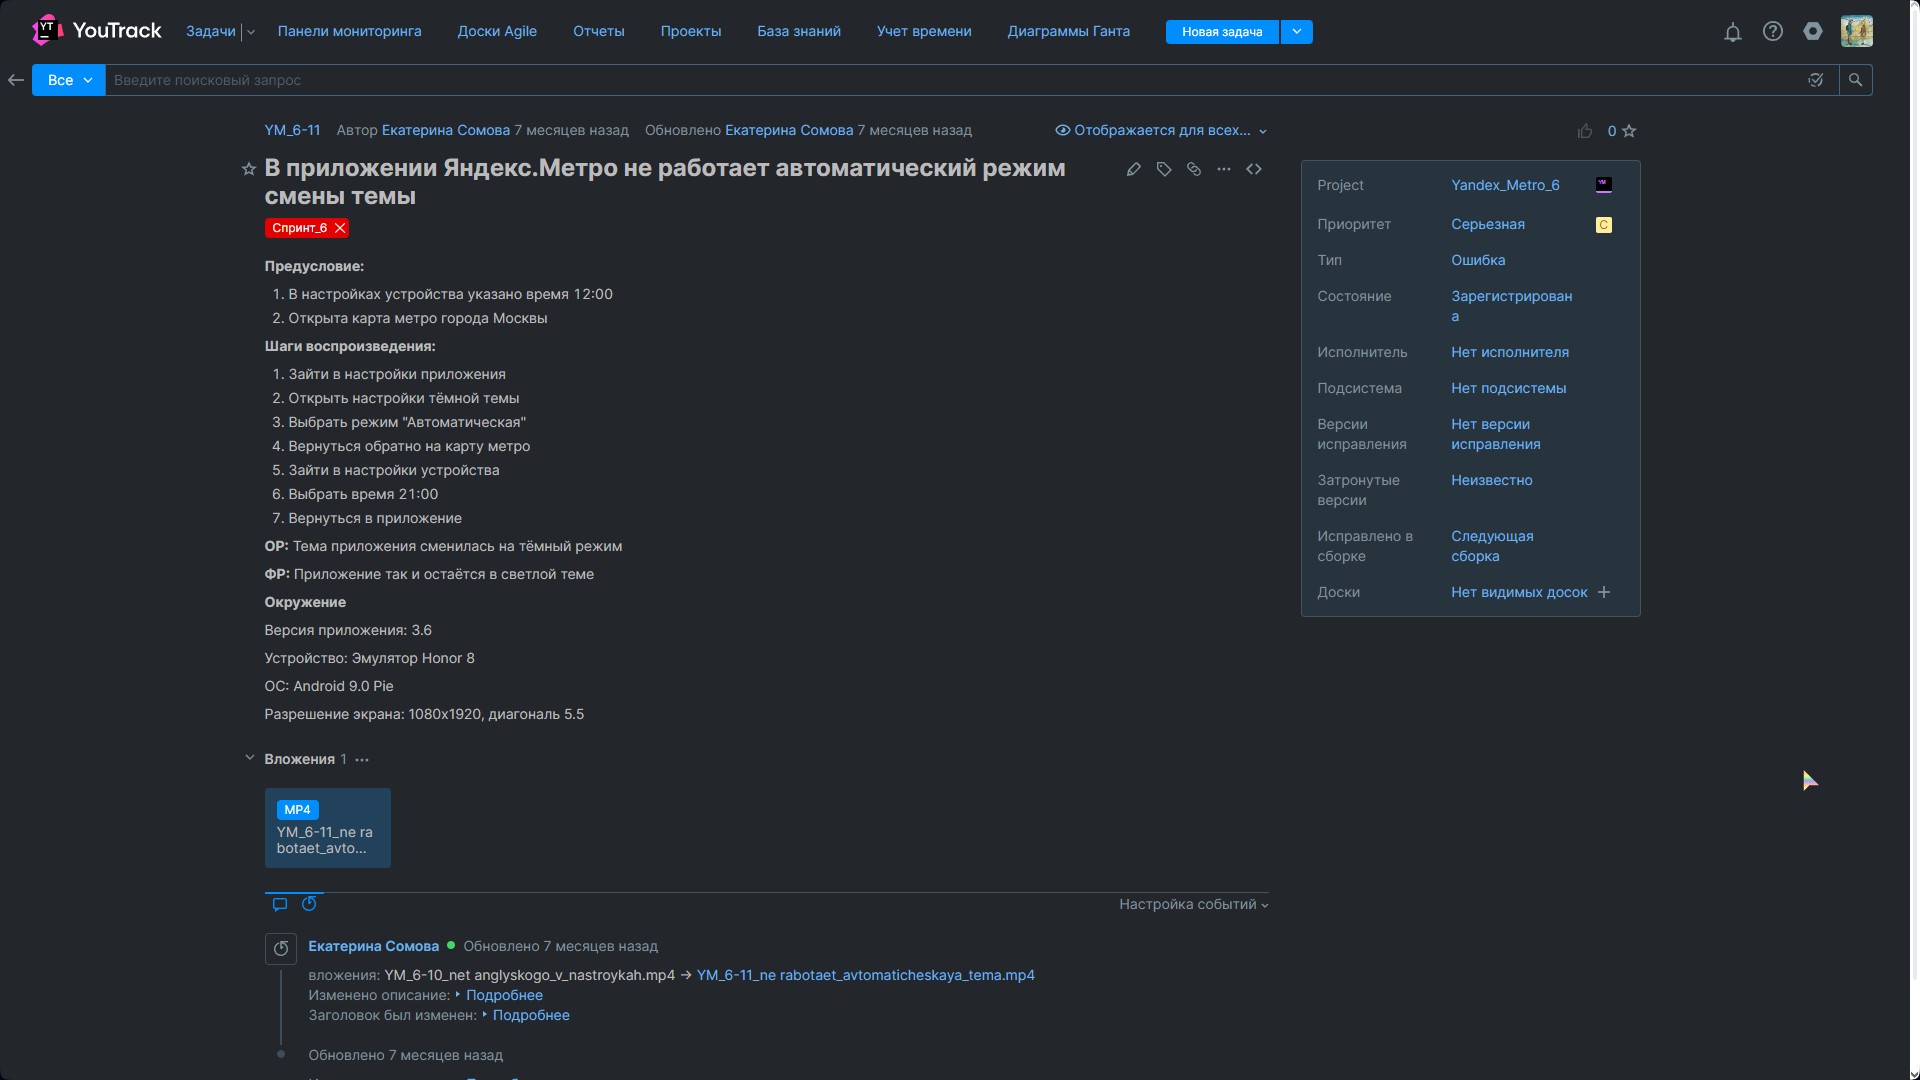 YouTrack
Задачи
Панели мониторинга
Доски Agile
Отчеты
Проекты
База знаний
Учет времени
Диаграммы Ганта
Новая задача
Все
Введите поисковый запрос
YM_6-11 Автор Екатерина Сомова 7 месяцев назад Обновлено Екатерина Сомова 7 месяцев назад
Отображается для всех...
0
В приложении Яндекс.Метро не работает автоматический режим
смены темы
Спринт_6
Предусловие:
1. В настройках устройства указано время 12:00
2. Открыта карта метро города Москвы
Шаги воспроизведения:
1. Зайти в настройки приложения
2. Открыть настройки тёмной темы
3. Выбрать режим "Автоматическая"
4. Вернуться обратно на карту метро
5. Зайти в настройки устройства
6. Выбрать время 21:00
7. Вернуться в приложение
ОР: Тема приложения сменилась на тёмный режим
ФР: Приложение так и остаётся в светлой теме
Окружение
Версия приложения: 3.6
Устройство: Эмулятор Honor 8
ОС: Android 9.0 Pie
Разрешение экрана: 1080x1920, диагональ 5.5
Вложения 1
MP4
YM_6-11_ne ra
botaet_avto...
Настройка событий
Екатерина Сомова Обновлено 7 месяцев назад
вложения: YM_6-10_net anglyskogo_v_nastroykah.mp4 → YM_6-11_ne rabotaet_avtomaticheskaya_tema.mp4
Изменено описание: Подробнее
Заголовок был изменен: Подробнее
Обновлено 7 месяцев назад
Project Yandex_Metro_6 YM
Приоритет Серьезная С
Тип Ошибка
Состояние Зарегистрирован
а
Исполнитель Нет исполнителя
Подсистема Нет подсистемы
Версии Нет версии
исправления исправления
Затронутые Неизвестно
версии
Исправлено в Следующая
сборке сборка
Доски Нет видимых досок